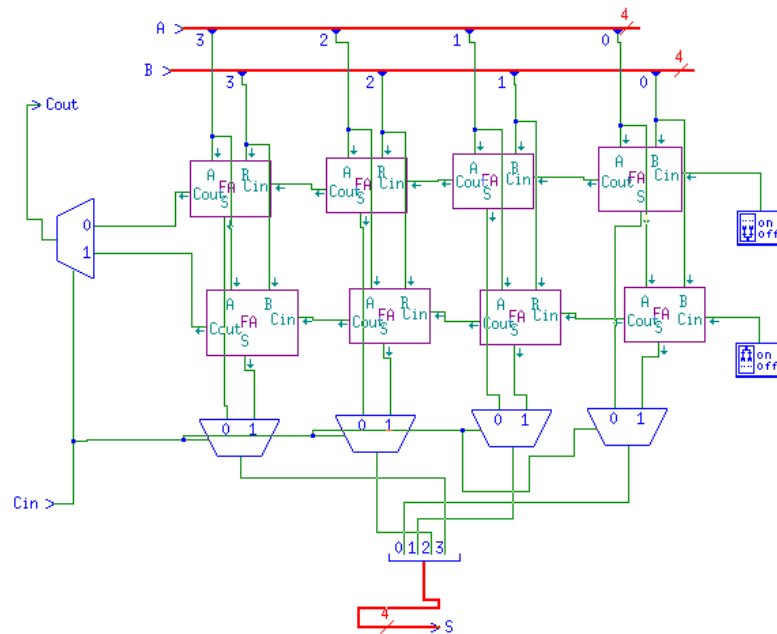 A 4
3 2 1 0
B 4
3 2 1 0
Cout
A R A R A B A B
FA FA FA FA
Cout Cin Cout Cin Cout Cin Cout Cin
S S S S
0
1
on
off
A B A R A B A B
FA FA FA FA
Cout Cin Cout Cin Cout Cin Cout Cin
S S S S
on
off
0 1 0 1 0 1 0 1
Cin
0 1 2 3
4
S